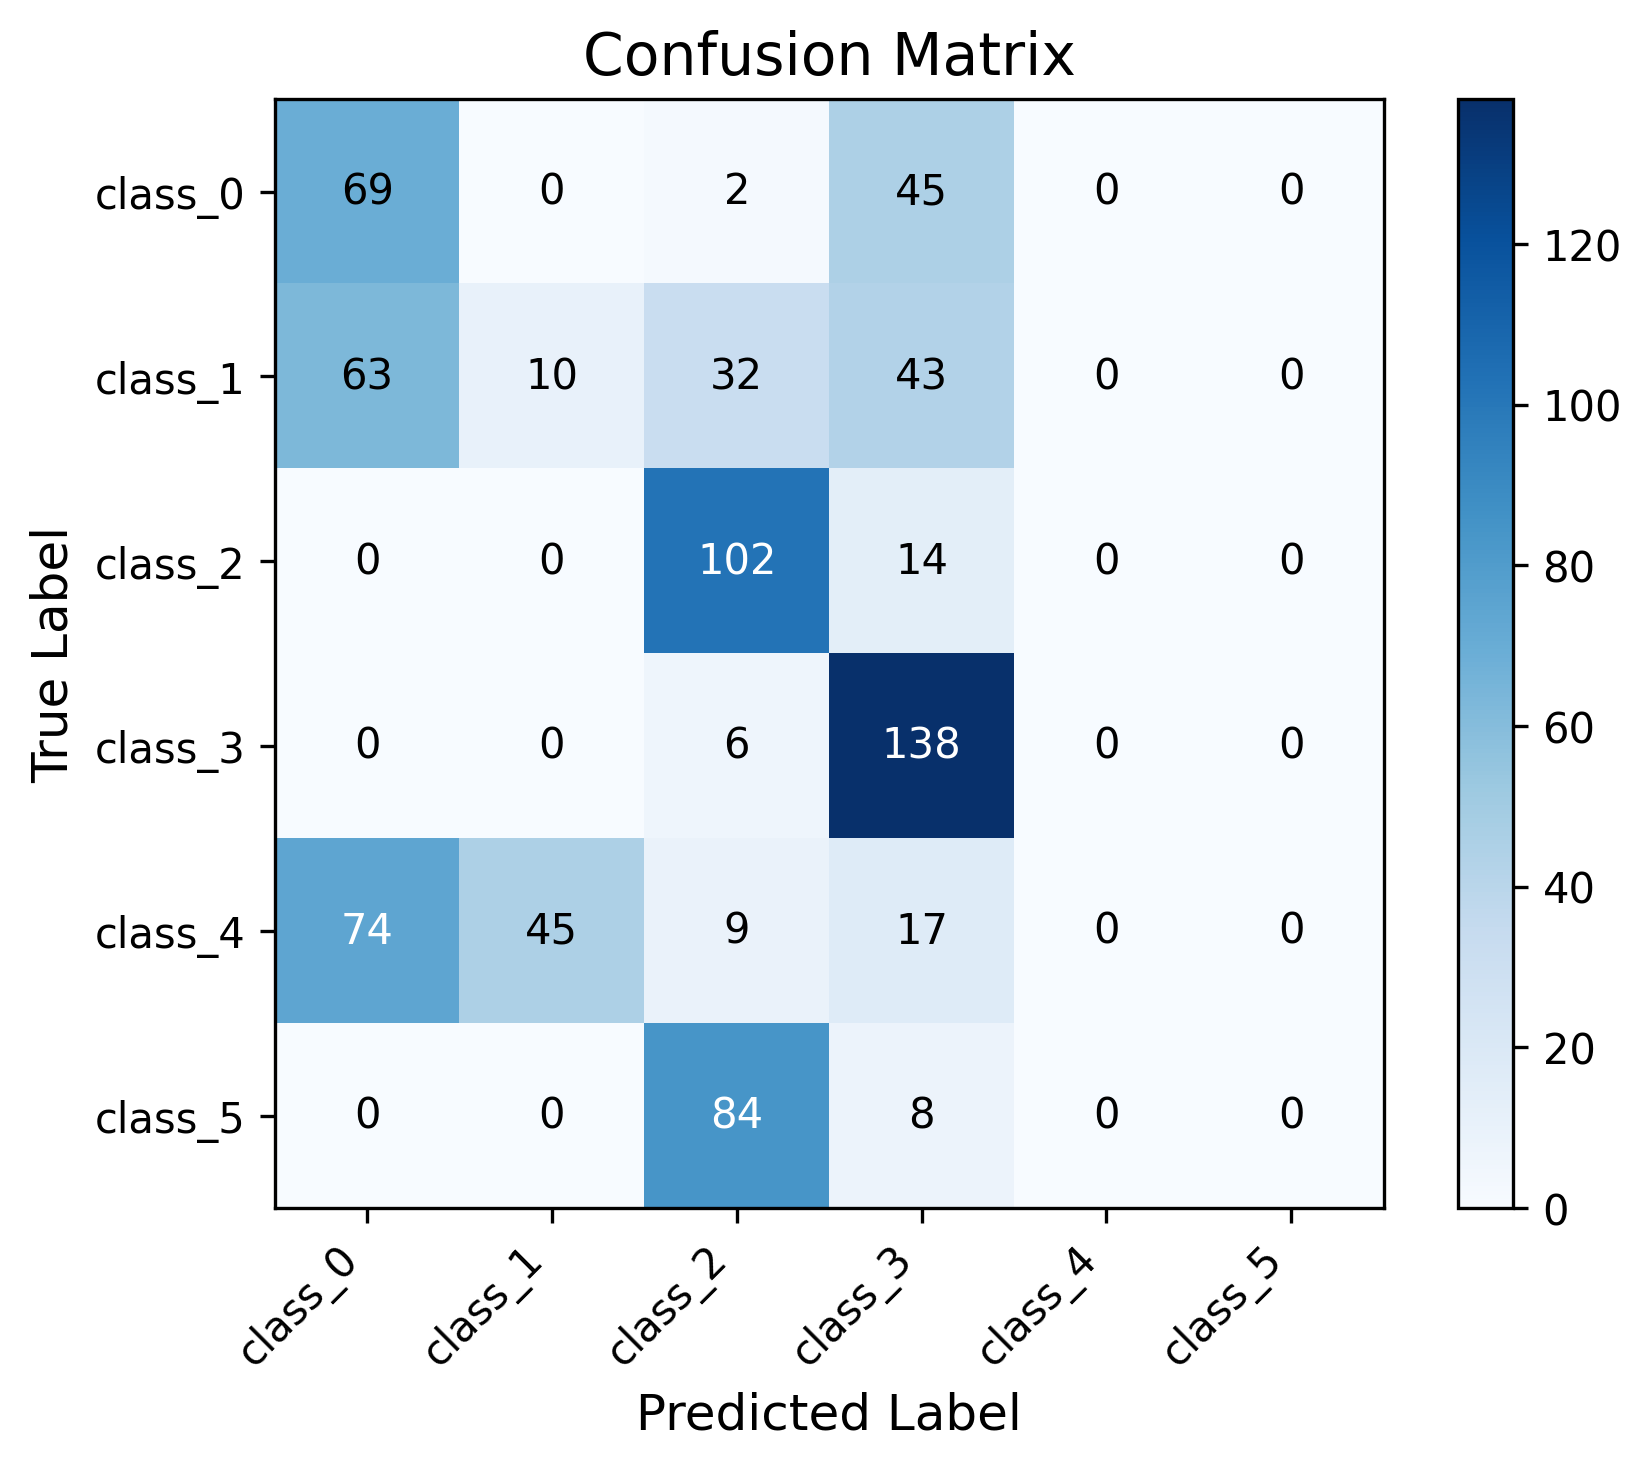 Confusion Matrix
class_0 69 0 2 45 0 0
class_1 63 10 32 43 0 0
class_2 0 0 102 14 0 0
class_3 0 0 6 138 0 0
class_4 74 45 9 17 0 0
class_5 0 0 84 8 0 0
True Label
class_0 class_1 class_2 class_3 class_4 class_5
Predicted Label
120
100
80
60
40
20
0